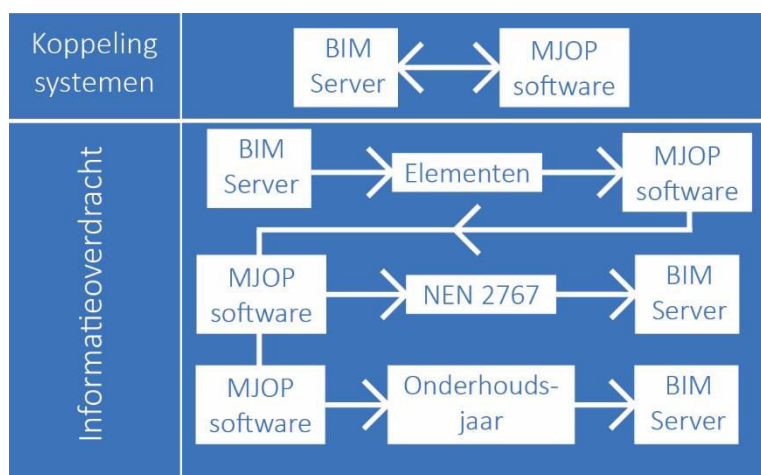 Koppeling
systemen
BIM
Server
MJOP
software
Informatieoverdracht
BIM
Server
Elementen
MJOP
software
MJOP
software
NEN 2767
BIM
Server
MJOP
software
Onderhouds-
jaar
BIM
Server